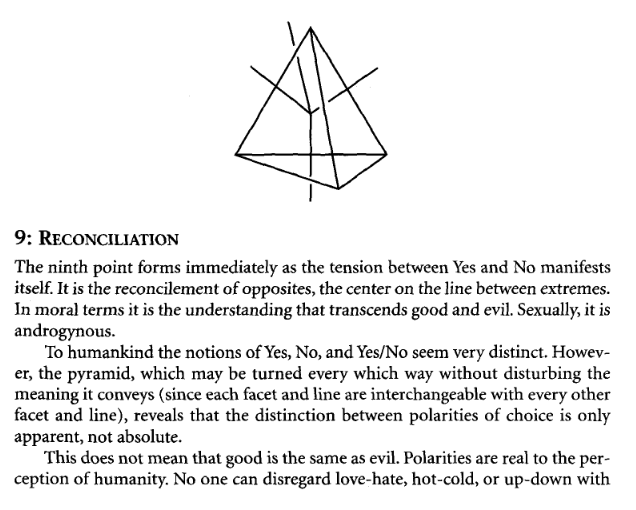 9: RECONCILIATION
The ninth point forms immediately as the tension between Yes and No manifests
itself. It is the reconcilement of opposites, the center on the line between extremes.
In moral terms it is the understanding that transcends good and evil. Sexually, it is
androgynous.
To humankind the notions of Yes, No, and Yes/No seem very distinct. Howev-
er, the pyramid, which may be turned every which way without disturbing the
meaning it conveys (since each facet and line are interchangeable with every other
facet and line), reveals that the distinction between polarities of choice is only
apparent, not absolute.
This does not mean that good is the same as evil. Polarities are real to the per-
ception of humanity. No one can disregard love-hate, hot-cold, or up-down with